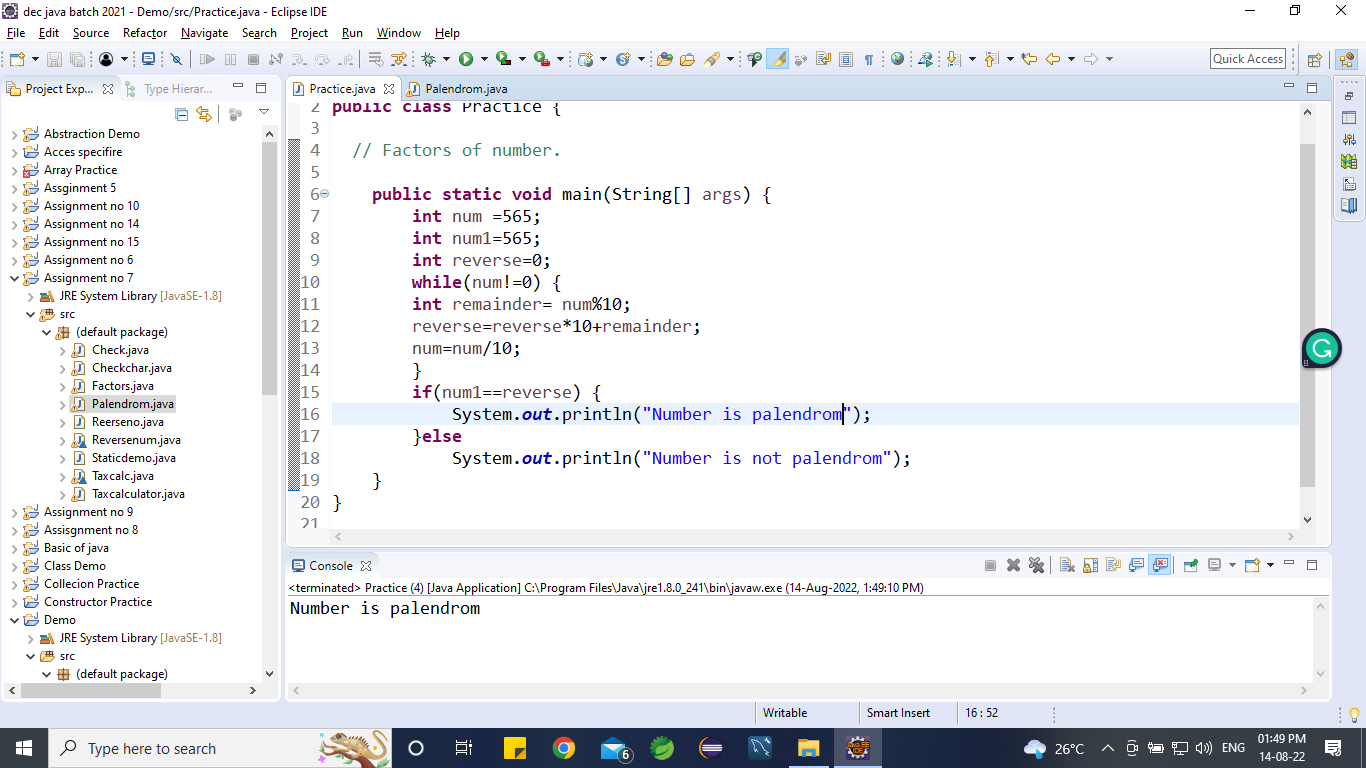 dec java batch 2021 - Demo/src/Practice.java - Eclipse IDE
File Edit Source Refactor Navigate Search Project Run Window Help
Quick Access
Project Exp... Type Hierar...
Abstraction Demo
Acces specifire
Array Practice
Assginment 5
Assignment no 10
Assignment no 14
Assignment no 15
Assignment no 6
Assignment no 7
JRE System Library [JavaSE-1.8]
src
(default package)
Check.java
Checkchar.java
Factors.java
Palendrom.java
Reerseno.java
Reversenum.java
Staticdemo.java
Taxcalc.java
Taxcalculator.java
Assignment no 9
Assisgnment no 8
Basic of java
Class Demo
Collecion Practice
Constructor Practice
Demo
JRE System Library [JavaSE-1.8]
src
(default package)
Practice.java Palendrom.java
2 public class Practice {
3
4 // Factors of number.
5
6 public static void main(String[] args) {
7 int num =565;
8 int num1=565;
9 int reverse=0;
10 while(num!=0) {
11 int remainder= num%10;
12 reverse=reverse*10+remainder;
13 num=num/10;
14 }
15 if(num1==reverse) {
16 System.out.println("Number is palendrom");
17 }else
18 System.out.println("Number is not palendrom");
19 }
20 }
21
Console
<terminated> Practice (4) [Java Application] C:\Program Files\Java\jre1.8.0_241\bin\javaw.exe (14-Aug-2022, 1:49:10 PM)
Number is palendrom
Writable Smart Insert 16 : 52
Type here to search
6
26°C ENG 01:49 PM
14-08-22